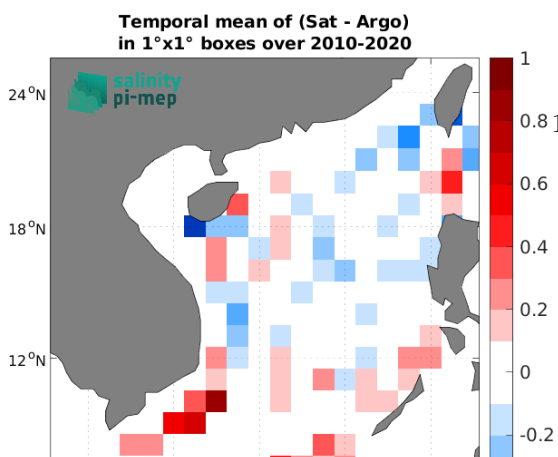 Temporal mean of (Sat - Argo)
in 1°x1° boxes over 2010-2020
salinity
pi-mep
24°N
18°N
12°N
1
0.8
0.6
0.4
0.2
0
-0.2